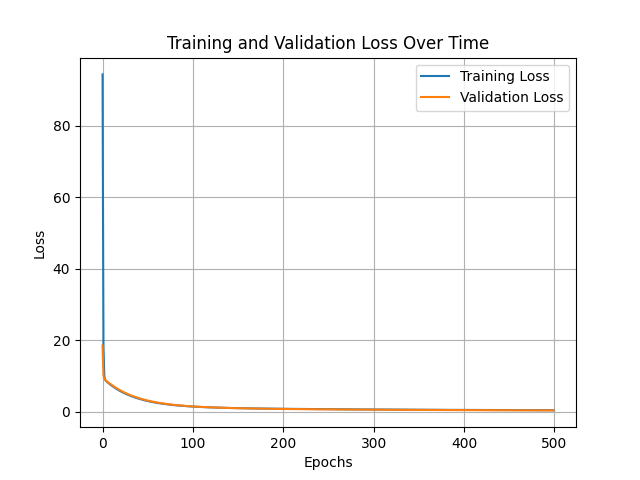 Training and Validation Loss Over Time
Training Loss
Validation Loss
Loss
80
60
40
20
0
0 100 200 300 400 500
Epochs